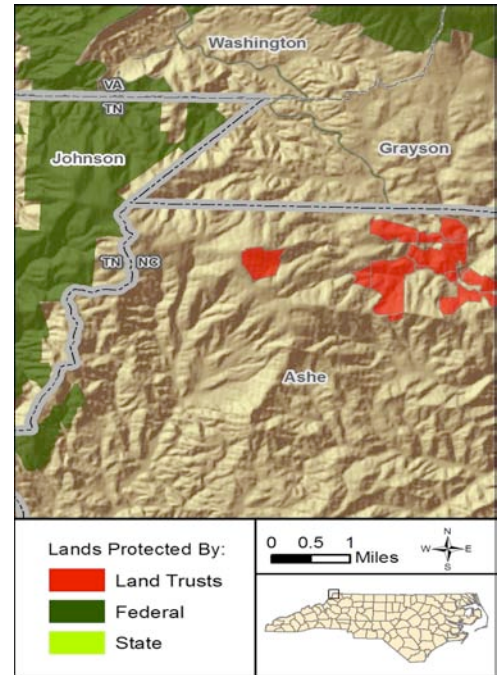 Washington
VA
TN
Johnson
Grayson
TN NC
Ashe
Lands Protected By:
Land Trusts
Federal
State
0 0.5 1
Miles
N
W E
S